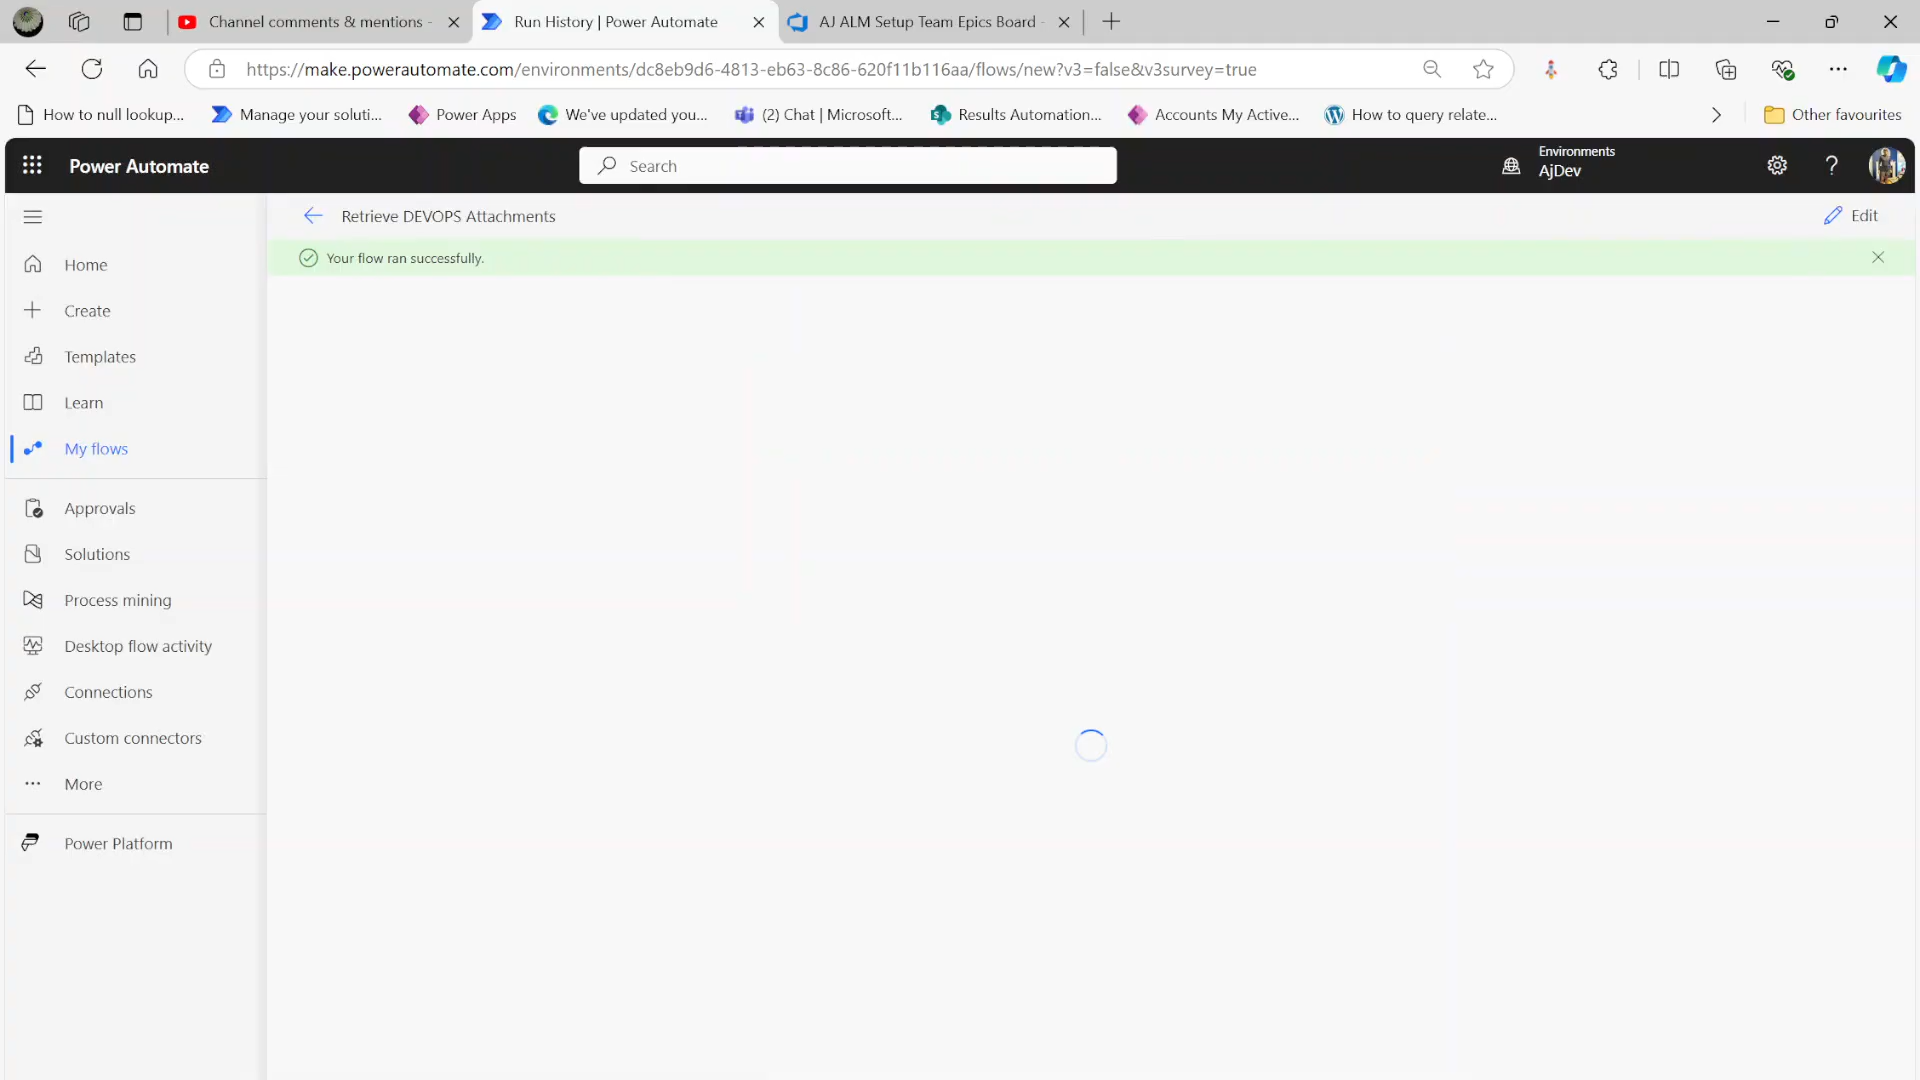 Channel comments & mentions -
Run History | Power Automate
AJ ALM Setup Team Epics Board -
https://make.powerautomate.com/environments/dc8eb9d6-4813-eb63-8c86-620f11b116aa/flows/new?v3=false&v3survey=true
How to null lookup...
Manage your soluti...
Power Apps
We've updated you...
(2) Chat | Microsoft...
Results Automation...
Accounts My Active...
How to query relate...
Other favourites
Power Automate
Search
Environments
AjDev
Retrieve DEVOPS Attachments
Edit
Your flow ran successfully.
Home
Create
Templates
Learn
My flows
Approvals
Solutions
Process mining
Desktop flow activity
Connections
Custom connectors
More
Power Platform